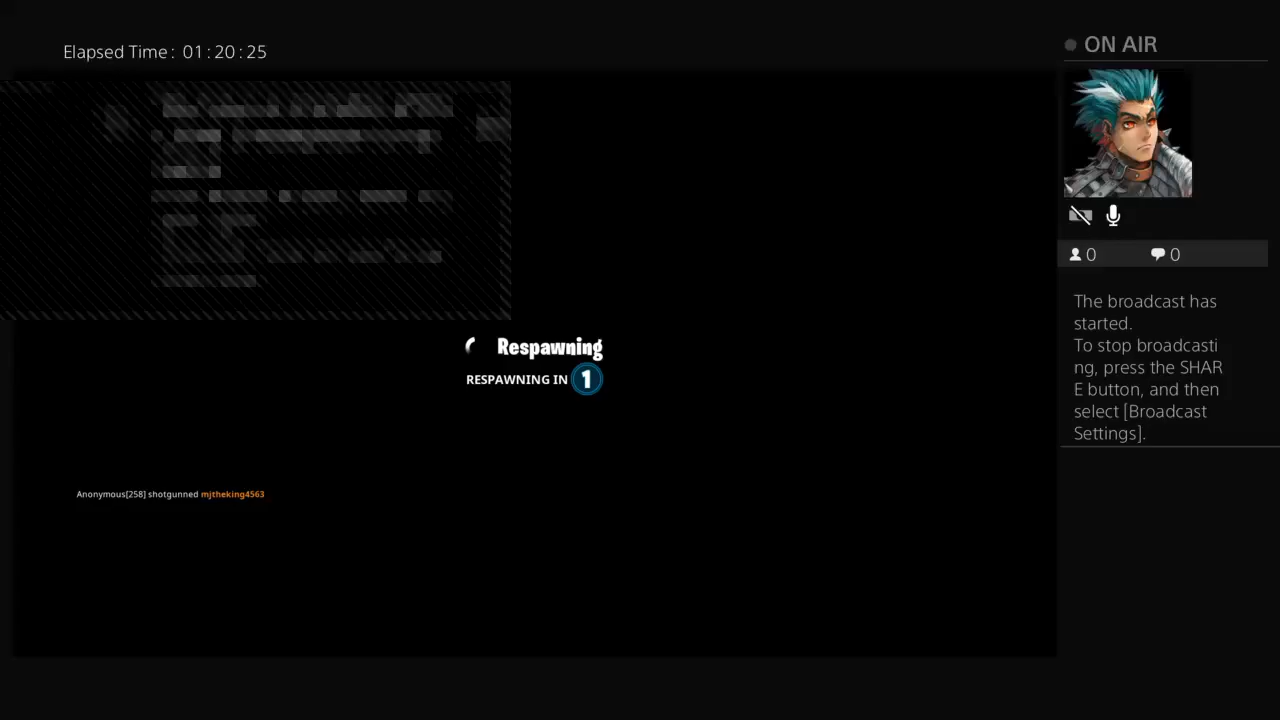 Elapsed Time: 01:20:25
ON AIR
0 0
The broadcast has
started.
To stop broadcasti
ng, press the SHAR
E button, and then
select [Broadcast
Settings].
Respawning
RESPAWNING IN 1
Anonymous[258] shotgunned mjtheking4563